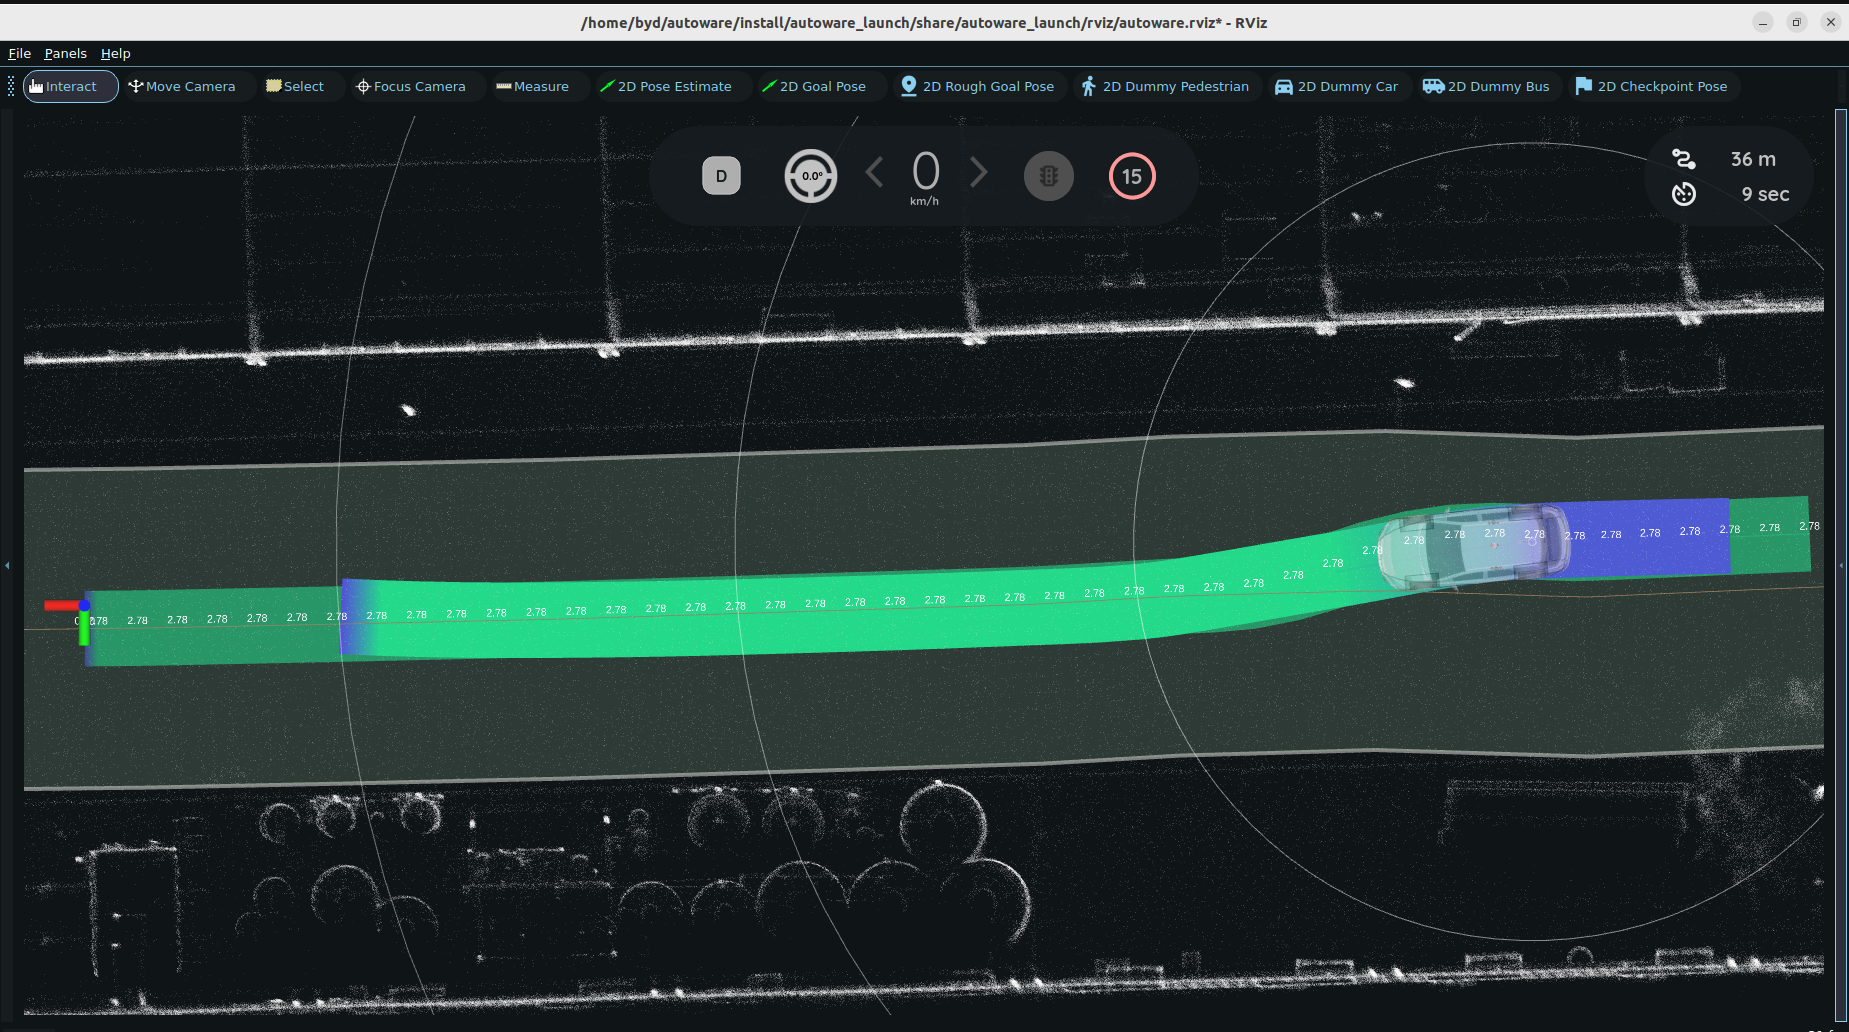 /home/byd/autoware/install/autoware_launch/share/autoware_launch/rviz/autoware.rviz* - RViz
File Panels Help
Interact Move Camera Select Focus Camera Measure 2D Pose Estimate 2D Goal Pose 2D Rough Goal Pose 2D Dummy Pedestrian 2D Dummy Car 2D Dummy Bus 2D Checkpoint Pose
D 0.0° 0 km/h 15
36 m
9 sec
2.78 2.78 2.78 2.78 2.78 2.78 2.78 2.78 2.78 2.78 2.78 2.78 2.78 2.78 2.78 2.78 2.78 2.78 2.78 2.78 2.78 2.78 2.78 2.78 2.78 2.78 2.78 2.78 2.78 2.78 2.78 2.78 2.78 2.78 2.78 2.78 2.78 2.78 2.78 2.78 2.78 2.78 2.78